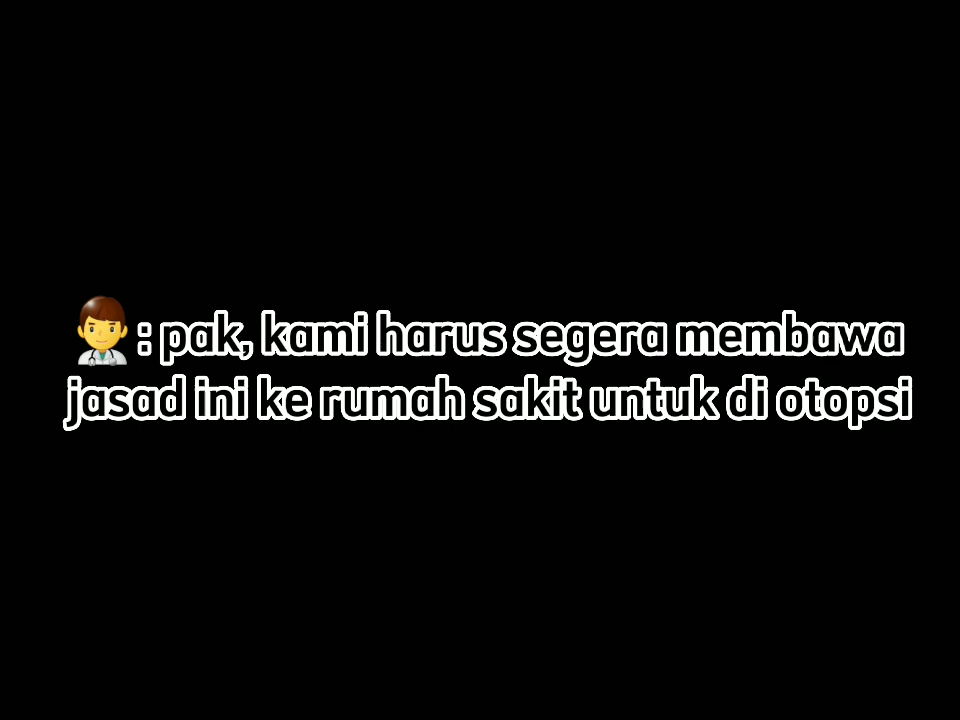 👨‍⚕️: pak, kami harus segera membawa
jasad ini ke rumah sakit untuk di otopsi